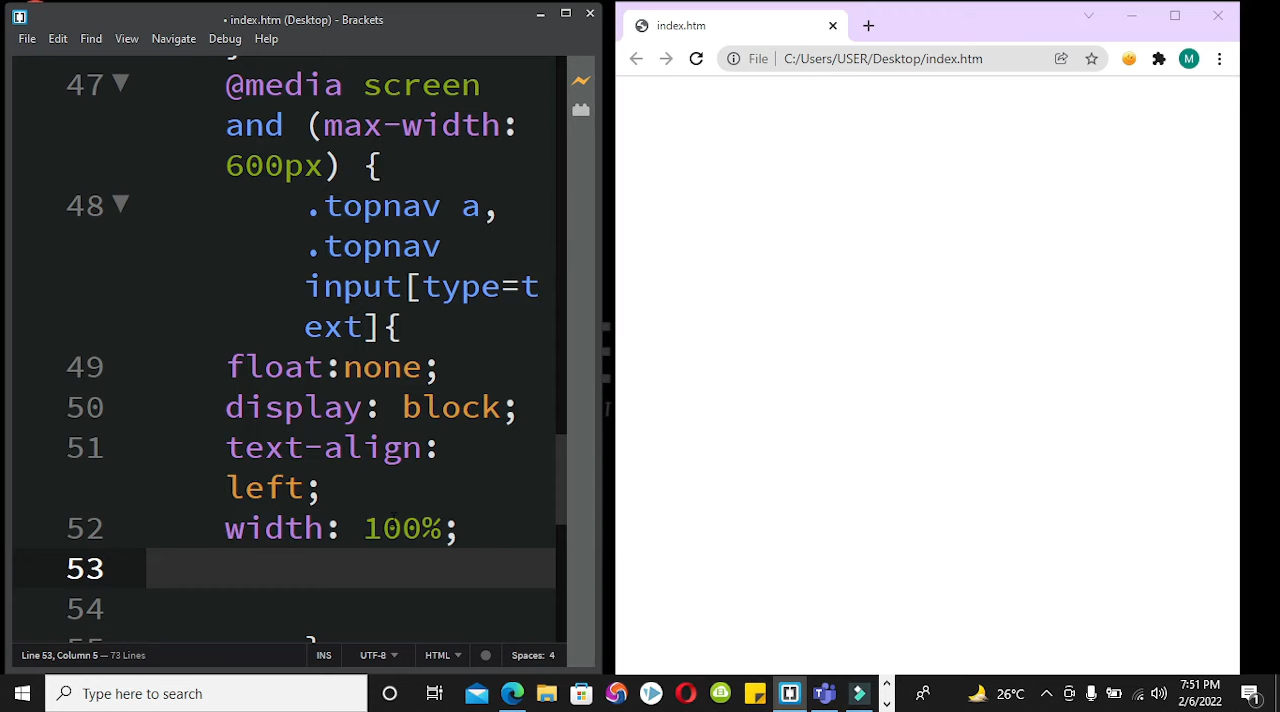 index.htm (Desktop) - Brackets
File Edit Find View Navigate Debug Help
47 @media screen
and (max-width:
600px) {
48 .topnav a,
.topnav
input[type=t
ext]{
49 float:none;
50 display: block;
51 text-align:
left;
52 width: 100%;
53
54
Line 53, Column 5 — 73 Lines INS UTF-8 HTML Spaces: 4
index.htm
File C:/Users/USER/Desktop/index.htm M
Type here to search
26°C
7:51 PM
2/6/2022
1